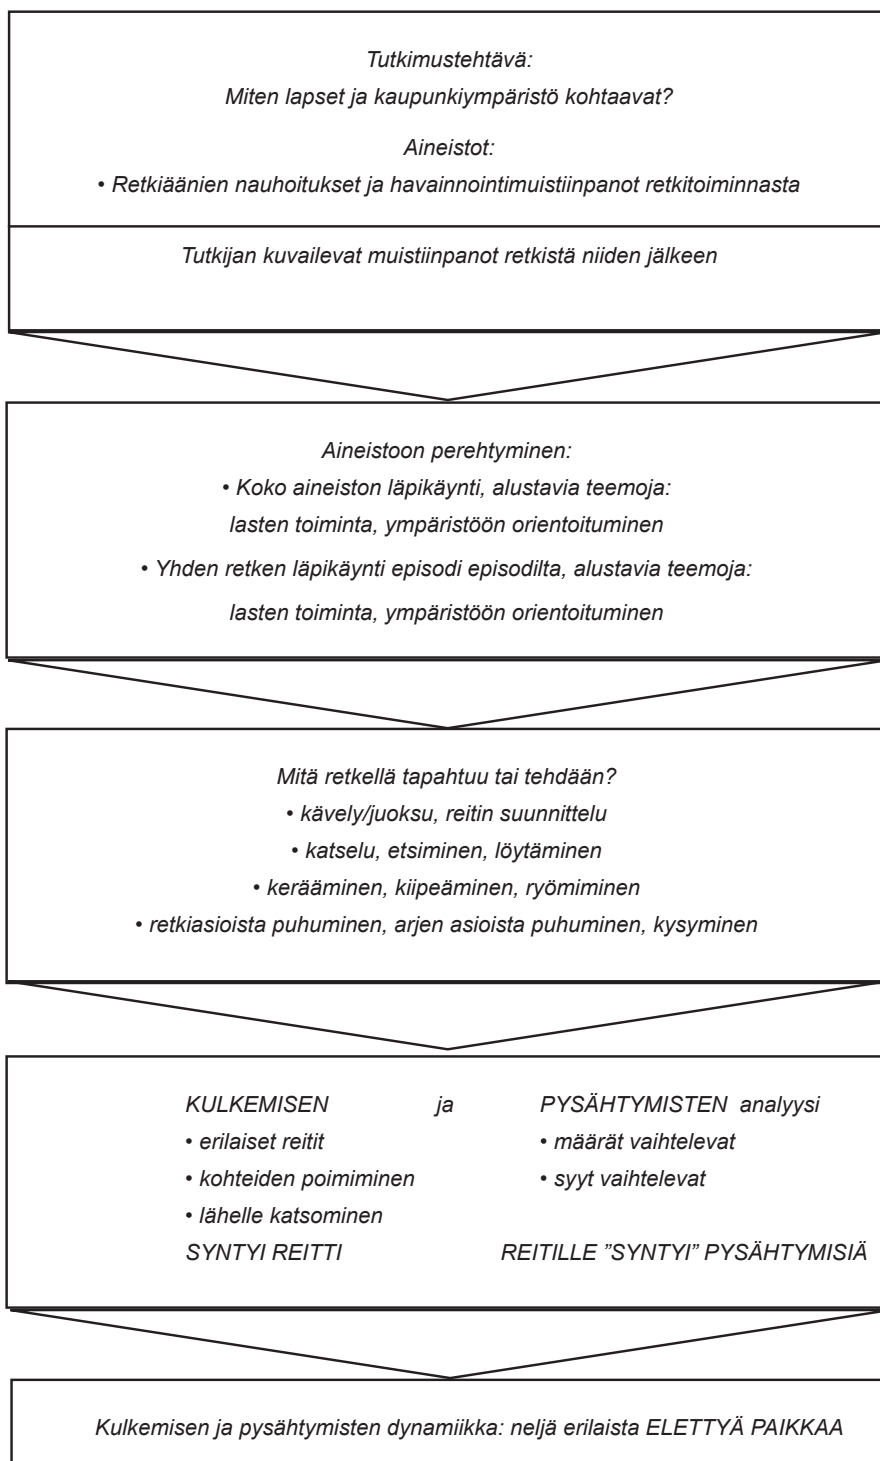 Tutkimustehtävä:
Miten lapset ja kaupunkiympäristö kohtaavat?
Aineistot:
• Retkiäänien nauhoitukset ja havainnointimuistiinpanot retkitoiminnasta
Tutkijan kuvailevat muistiinpanot retkistä niiden jälkeen
Aineistoon perehtyminen:
• Koko aineiston läpikäynti, alustavia teemoja:
lasten toiminta, ympäristöön orientoituminen
• Yhden retken läpikäynti episodi episodilta, alustavia teemoja:
lasten toiminta, ympäristöön orientoituminen
Mitä retkellä tapahtuu tai tehdään?
• kävely/juoksu, reitin suunnittelu
• katselu, etsiminen, löytäminen
• kerääminen, kiipeäminen, ryömiminen
• retkiasioista puhuminen, arjen asioista puhuminen, kysyminen
KULKEMISEN ja PYSÄHTYMISTEN analyysi
• erilaiset reitit • määrät vaihtelevat
• kohteiden poimiminen • syyt vaihtelevat
• lähelle katsominen
SYNTYI REITTI REITILLE ”SYNTYI” PYSÄHTYMISIÄ
Kulkemisen ja pysähtymisten dynamiikka: neljä erilaista ELETTYÄ PAIKKAA